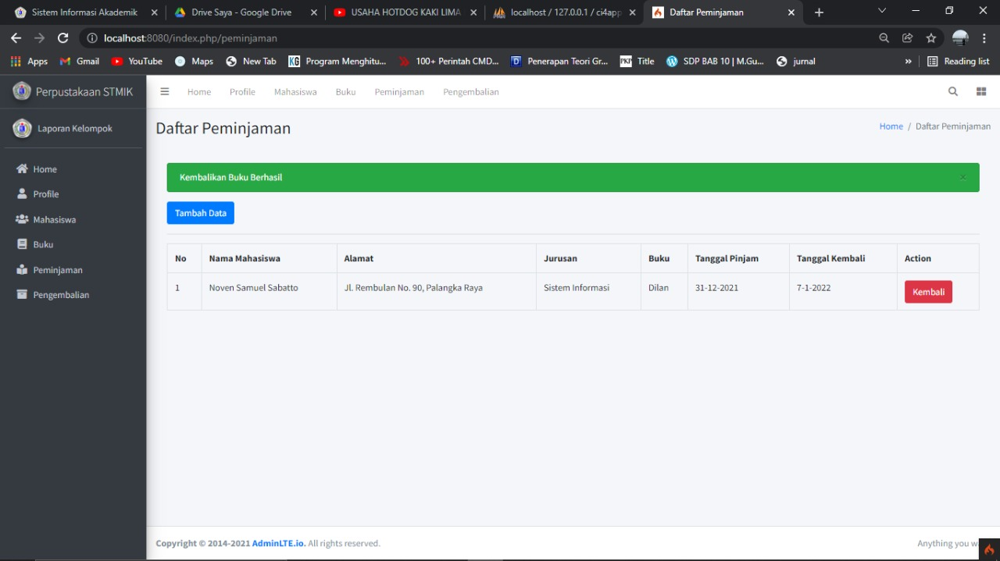 Sistem Informasi Akademik
Drive Saya - Google Drive
USAHA HOTDOG KAKI LIMA
localhost / 127.0.0.1 / ci4app
Daftar Peminjaman
localhost:8080/index.php/peminjaman
Apps Gmail YouTube Maps New Tab Program Menghitu... 100+ Perintah CMD... Penerapan Teori Gr... Title SDP BAB 10 | M.Gu... jurnal » Reading list
Perpustakaan STMIK
Home Profile Mahasiswa Buku Peminjaman Pengembalian
Laporan Kelompok
Home
Profile
Mahasiswa
Buku
Peminjaman
Pengembalian
Daftar Peminjaman
Home / Daftar Peminjaman
Kembalikan Buku Berhasil ×
Tambah Data
No Nama Mahasiswa Alamat Jurusan Buku Tanggal Pinjam Tanggal Kembali Action
1 Noven Samuel Sabatto Jl. Rembulan No. 90, Palangka Raya Sistem Informasi Dilan 31-12-2021 7-1-2022 Kembali
Copyright © 2014-2021 AdminLTE.io. All rights reserved.
Anything you w